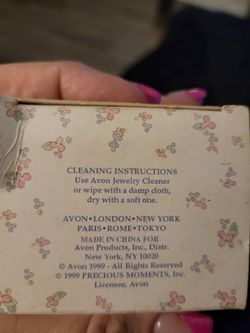 CLEANING INSTRUCTIONS
Use Avon Jewelry Cleaner
or wipe with a damp cloth,
dry with a soft one.
AVON•LONDON•NEW YORK
PARIS•ROME•TOKYO
MADE IN CHINA FOR
Avon Products, Inc., Distr.
New York, NY 10020
© Avon 1999 - All Rights Reserved
© 1999 PRECIOUS MOMENTS, Inc.
Licensee, Avon